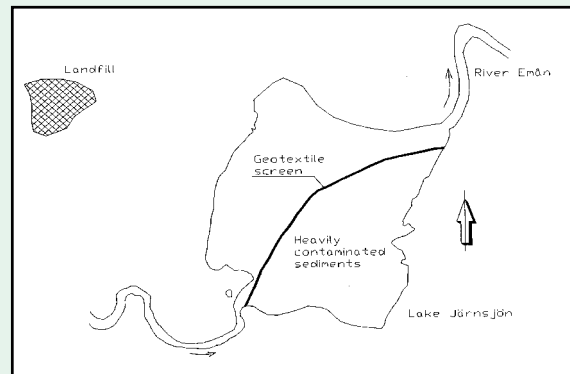 Landfill
River Emån
Geotextile
screen
Heavily
contaminated
sediments
Lake Järnsjön